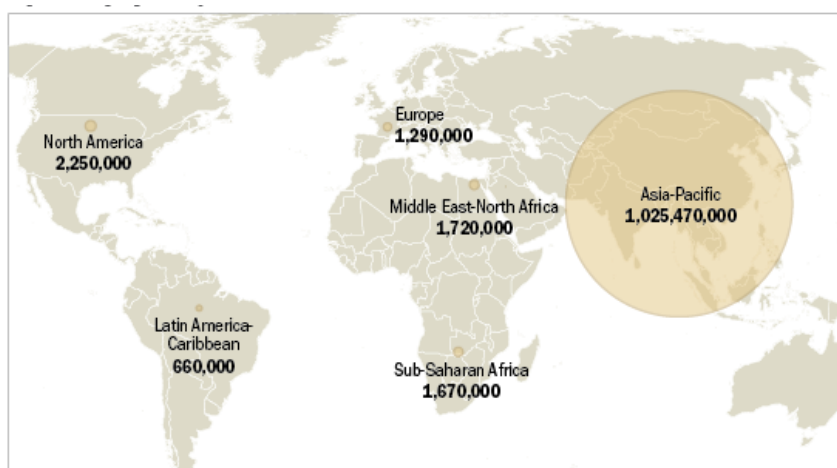 North America
2,250,000
Europe
1,290,000
Middle East-North Africa
1,720,000
Asia-Pacific
1,025,470,000
Latin America-
Caribbean
660,000
Sub-Saharan Africa
1,670,000